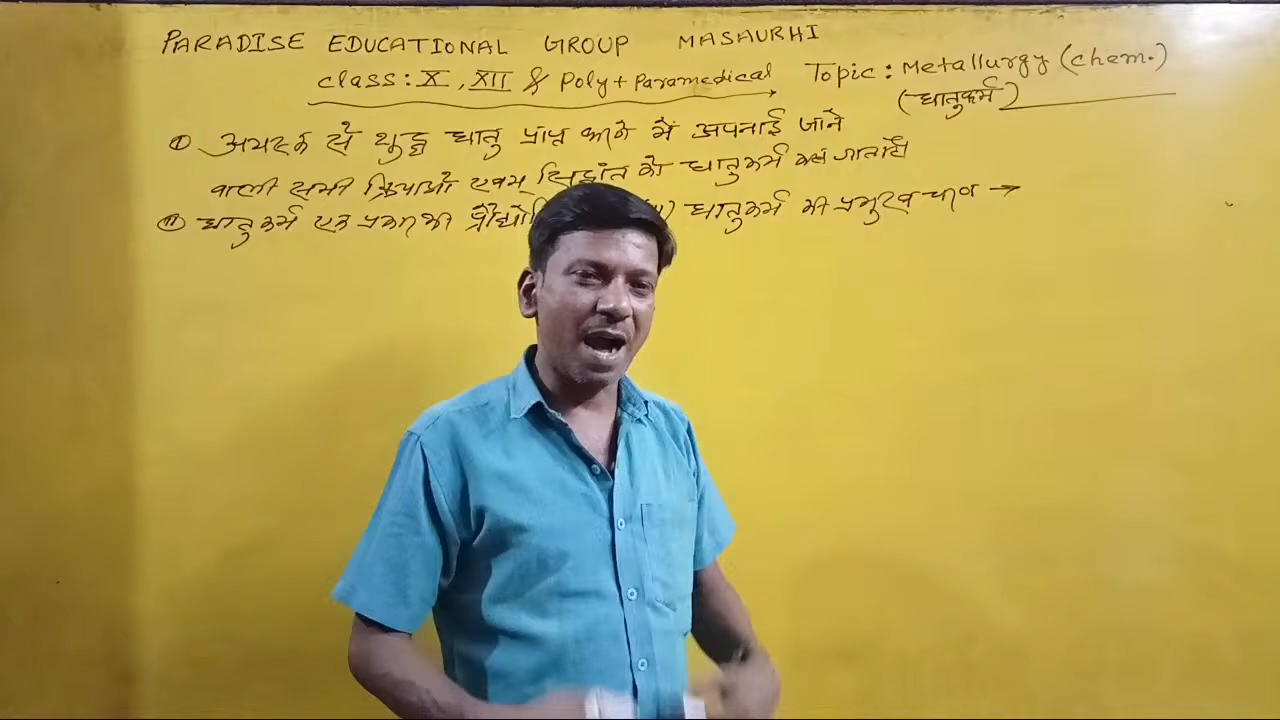 PARADISE EDUCATIONAL GROUP MASAURHI
class: X, XII & Poly + Paramedical Topic: Metallurgy (chem.)
(धातुकर्म)
① अयस्क से शुद्ध धातु प्राप्त करने में अपनाई जाने
वाली सभी क्रियाओं एवम् सिद्धांत को धातुकर्म कहा जाता है
⑪ धातुकर्म एक प्रकार का धातुकर्म का प्रमुख चरण →